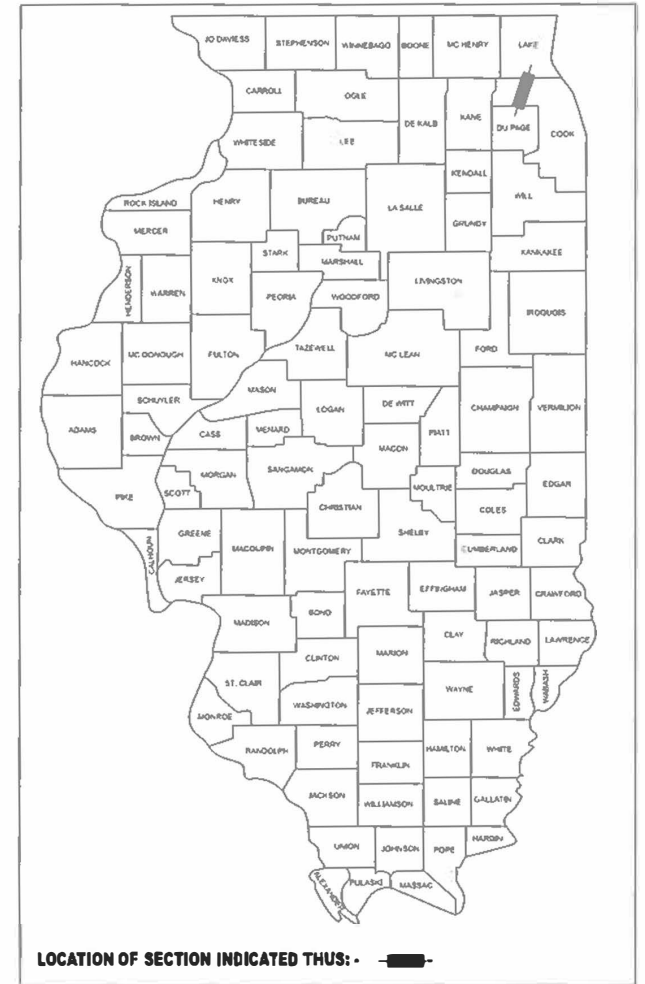 JO DAVIESS STEPHENSON WINNEBAGO BOONE MC HENRY LAKE
CARROLL OGLE DE KALB KANE DU PAGE COOK
WHITESIDE LEE
KENDALL
ROCK ISLAND HENRY BUREAU LA SALLE WILL
MERCER PUTNAM GRUNDY
STARK MARSHALL KANKAKEE
HENDERSON WARREN KNOX PEORIA WOODFORD LIVINGSTON
IROQUOIS
HANCOCK MC DONOUGH FULTON TAZEWELL MC LEAN FORD
MASON
SCHUYLER LOGAN DE WITT CHAMPAIGN VERMILION
ADAMS BROWN CASS MENARD PIATT
MACON
MORGAN SANGAMON DOUGLAS
PIKE SCOTT MOULTRIE EDGAR
CHRISTIAN COLES
GREENE SHELBY
CALHOUN MACOUPIN MONTGOMERY CUMBERLAND CLARK
JERSEY FAYETTE EFFINGHAM JASPER CRAWFORD
MADISON BOND
CLAY RICHLAND LAWRENCE
CLINTON MARION
ST. CLAIR WAYNE EDWARDS WABASH
MONROE WASHINGTON JEFFERSON
RANDOLPH PERRY HAMILTON WHITE
FRANKLIN
JACKSON WILLIAMSON SALINE GALLATIN
UNION JOHNSON POPE HARDIN
ALEXANDER PULASKI MASSAC
LOCATION OF SECTION INDICATED THUS: - - -